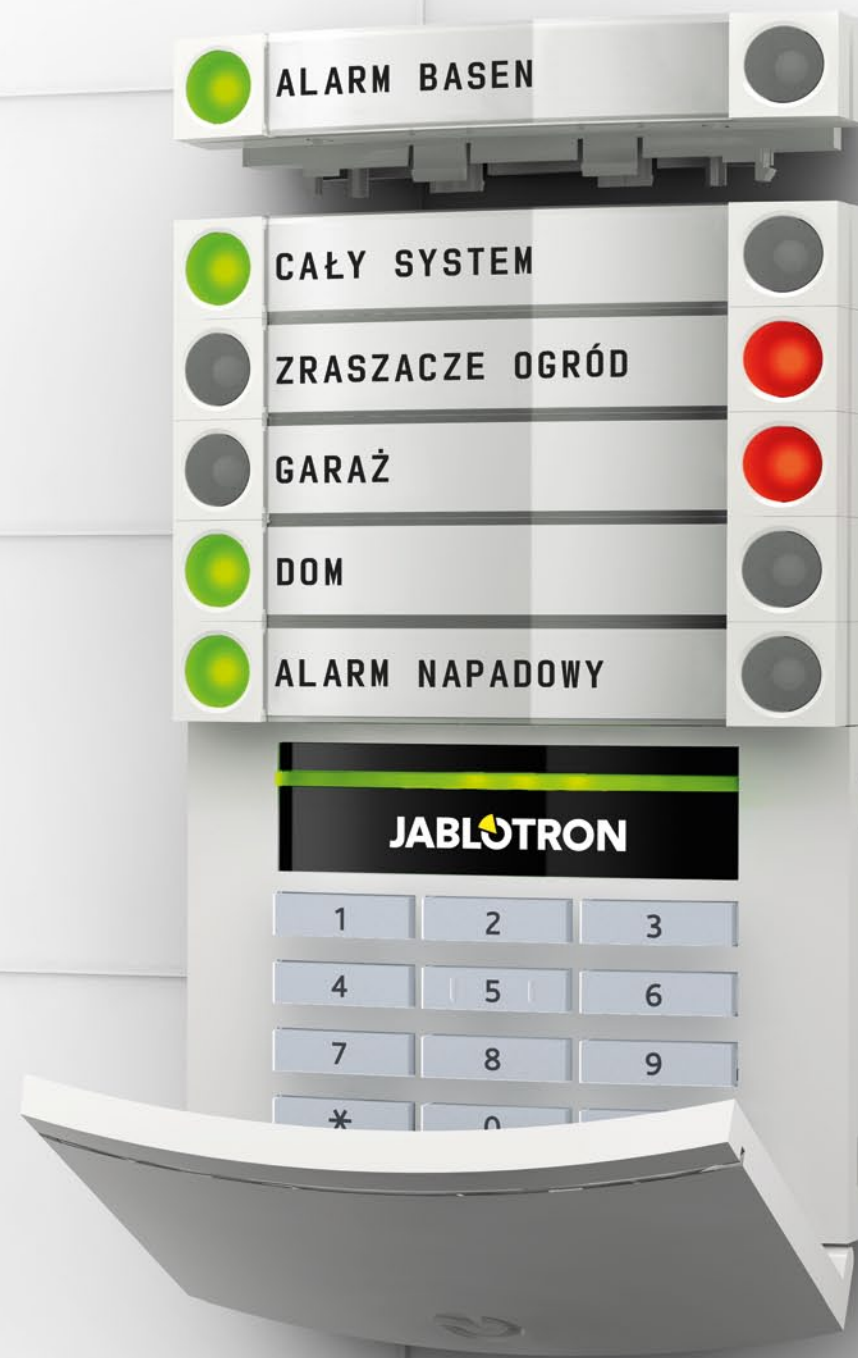 ALARM BASEN
CAŁY SYSTEM
ZRASZACZE OGRÓD
GARAŻ
DOM
ALARM NAPADOWY
JABLOTRON
1 2 3
4 5 6
7 8 9
* 0